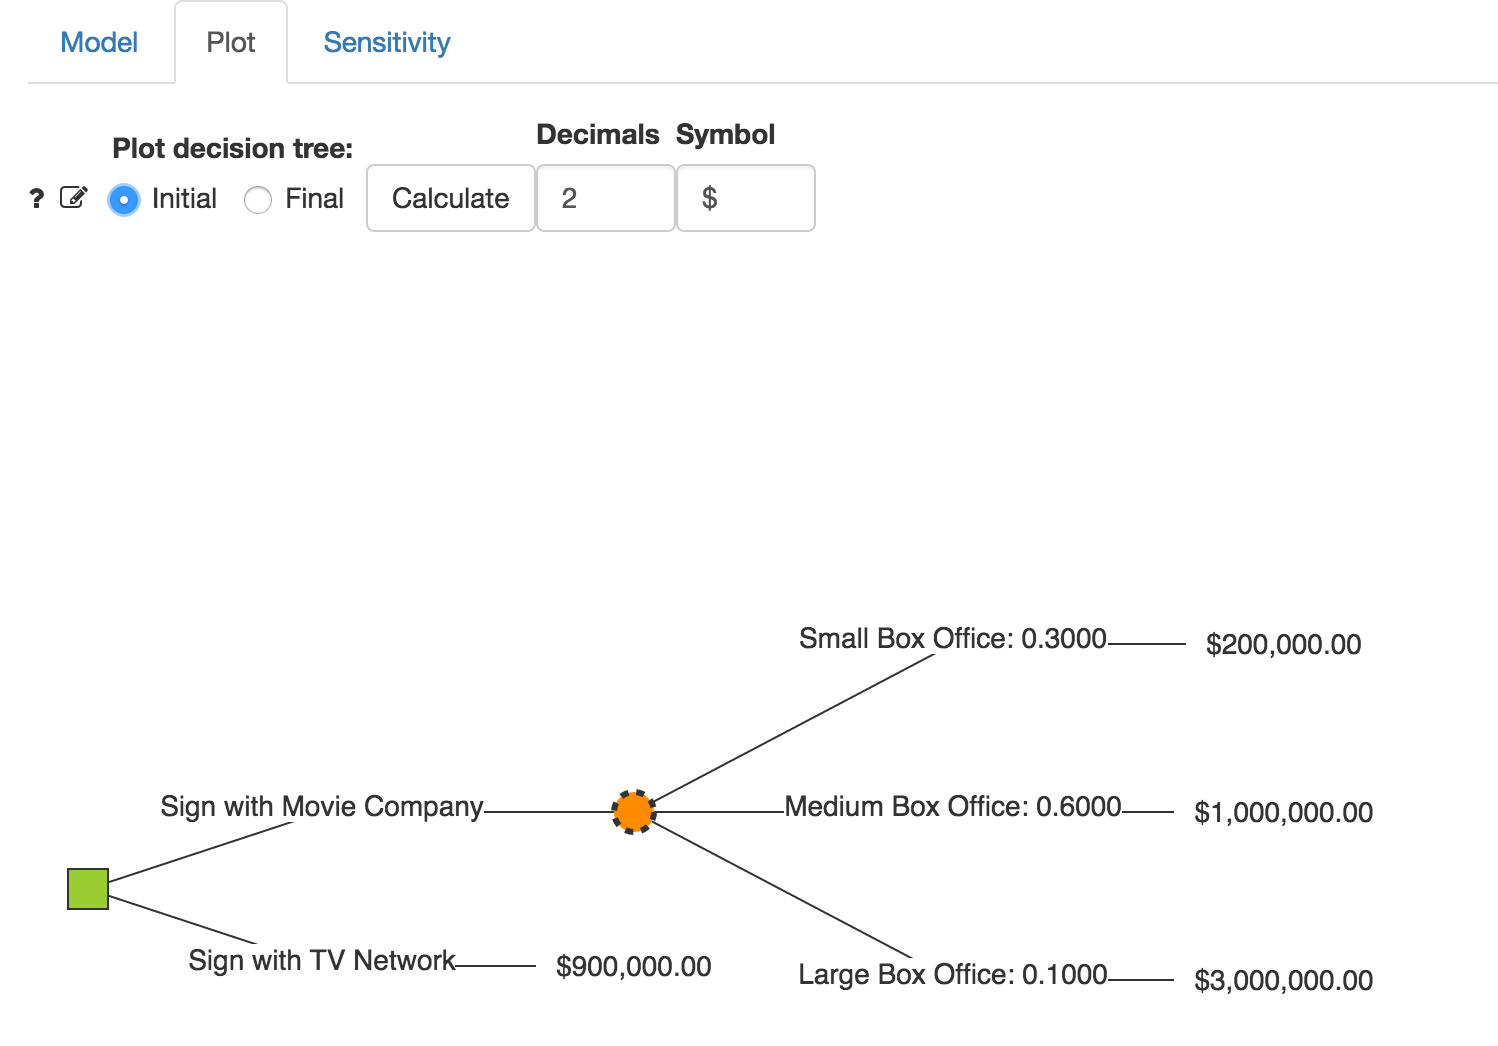 Model Plot Sensitivity
Plot decision tree: Decimals Symbol
? Initial Final Calculate 2 $
Small Box Office: 0.3000 $200,000.00
Sign with Movie Company Medium Box Office: 0.6000 $1,000,000.00
Sign with TV Network $900,000.00 Large Box Office: 0.1000 $3,000,000.00